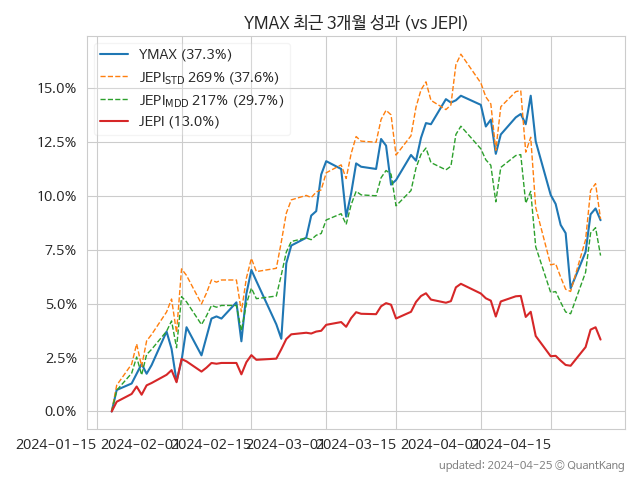 YMAX 최근 3개월 성과 (vs JEPI)
YMAX (37.3%)
JEPI_STD 269% (37.6%)
JEPI_MDD 217% (29.7%)
JEPI (13.0%)
15.0%
12.5%
10.0%
7.5%
5.0%
2.5%
0.0%
2024-01-15 2024-02-01 2024-02-15 2024-03-01 2024-03-15 2024-04-01 2024-04-15
updated: 2024-04-25 © QuantKang